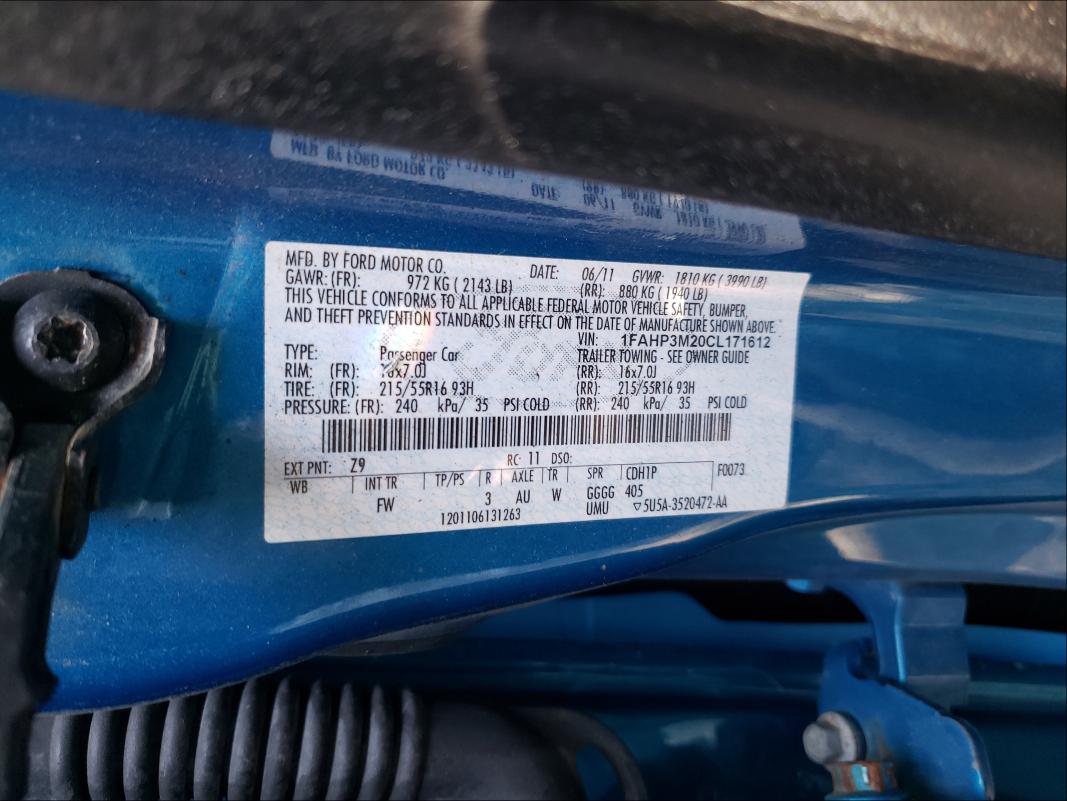 MFD. BY FORD MOTOR CO. DATE: 06/11 GVWR: 1810 KG ( 3990 LB)
GAWR: (FR): 972 KG ( 2143 LB) (RR): 880 KG ( 1940 LB)
THIS VEHICLE CONFORMS TO ALL APPLICABLE FEDERAL MOTOR VEHICLE SAFETY, BUMPER,
AND THEFT PREVENTION STANDARDS IN EFFECT ON THE DATE OF MANUFACTURE SHOWN ABOVE.
VIN: 1FAHP3M20CL171612
TYPE: Passenger Car TRAILER TOWING - SEE OWNER GUIDE
RIM: (FR): 16x7.0J (RR): 16x7.0J
TIRE: (FR): 215/55R16 93H (RR): 215/55R16 93H
PRESSURE: (FR): 240 kPa/ 35 PSI COLD (RR): 240 kPa/ 35 PSI COLD
EXT PNT: Z9 RC: 11 DSO: F0073
WB INT TR TP/PS R AXLE TR SPR CDH1P
FW 3 AU W GGGG 405
1201106131263 UMU ▽5U5A-3520472-AA